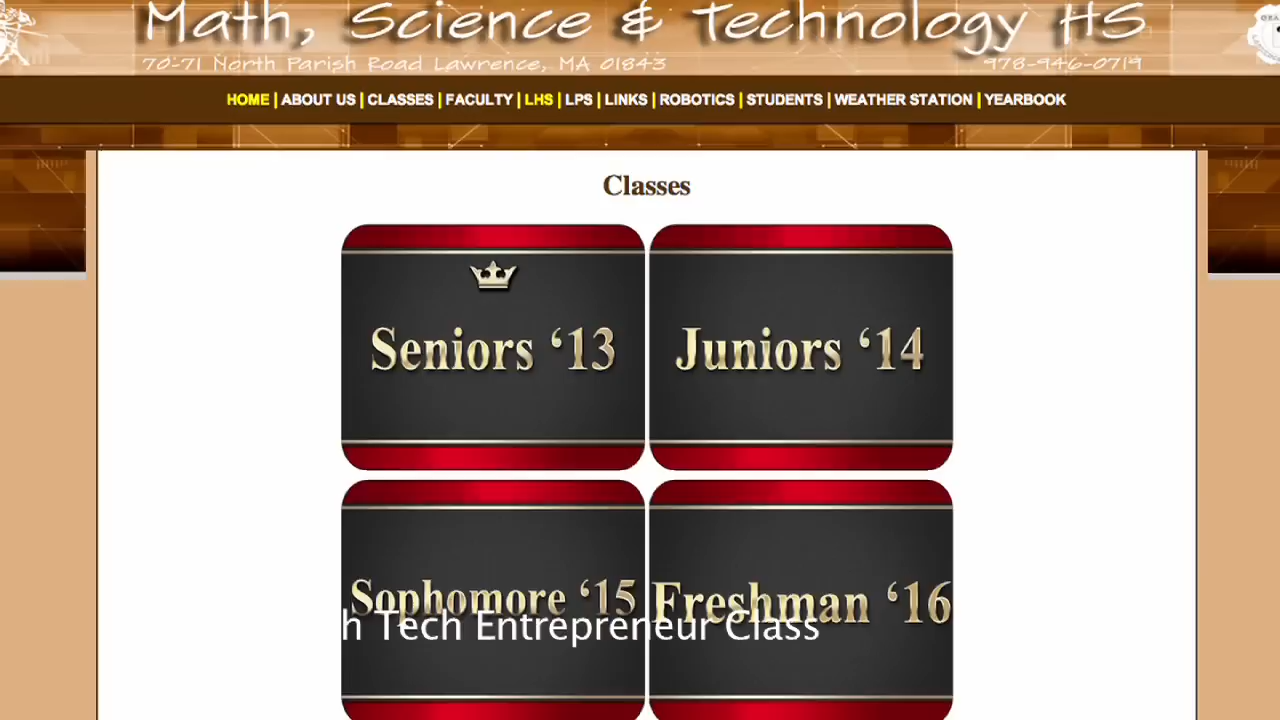 Math, Science & Technology HS
70-71 North Parish Road Lawrence, MA 01843 978-946-0719
HOME | ABOUT US | CLASSES | FACULTY | LHS | LPS | LINKS | ROBOTICS | STUDENTS | WEATHER STATION | YEARBOOK
Classes
Seniors ‘13 Juniors ‘14
Sophomore ‘15 Freshman ‘16
h Tech Entrepreneur Class